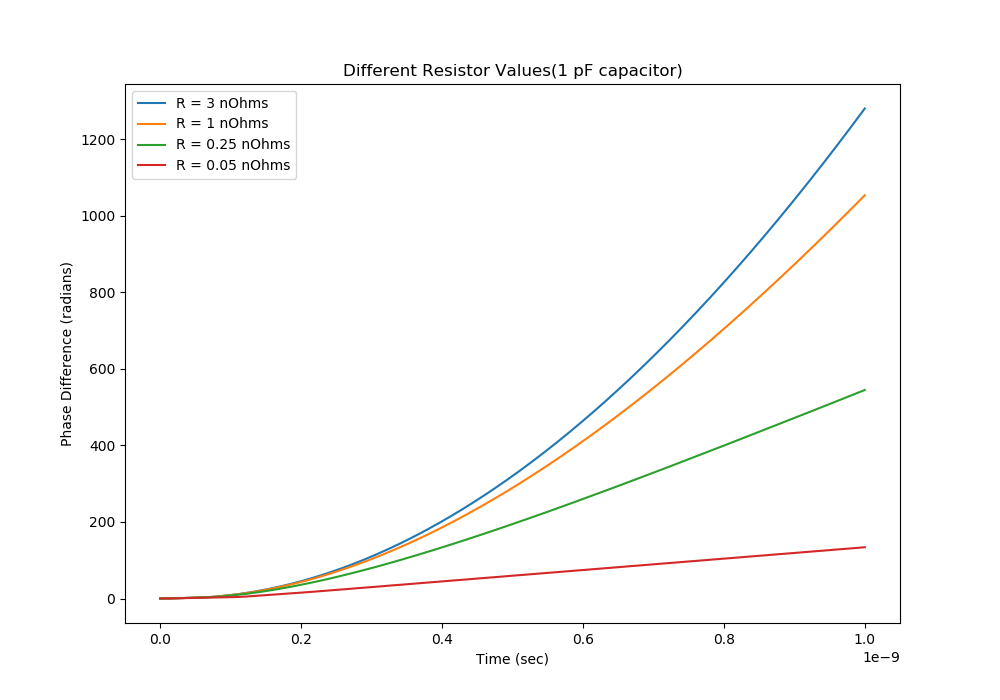 Different Resistor Values(1 pF capacitor)
R = 3 nOhms
R = 1 nOhms
R = 0.25 nOhms
R = 0.05 nOhms
Phase Difference (radians)
1200
1000
800
600
400
200
0
0.0 0.2 0.4 0.6 0.8 1.0
1e−9
Time (sec)